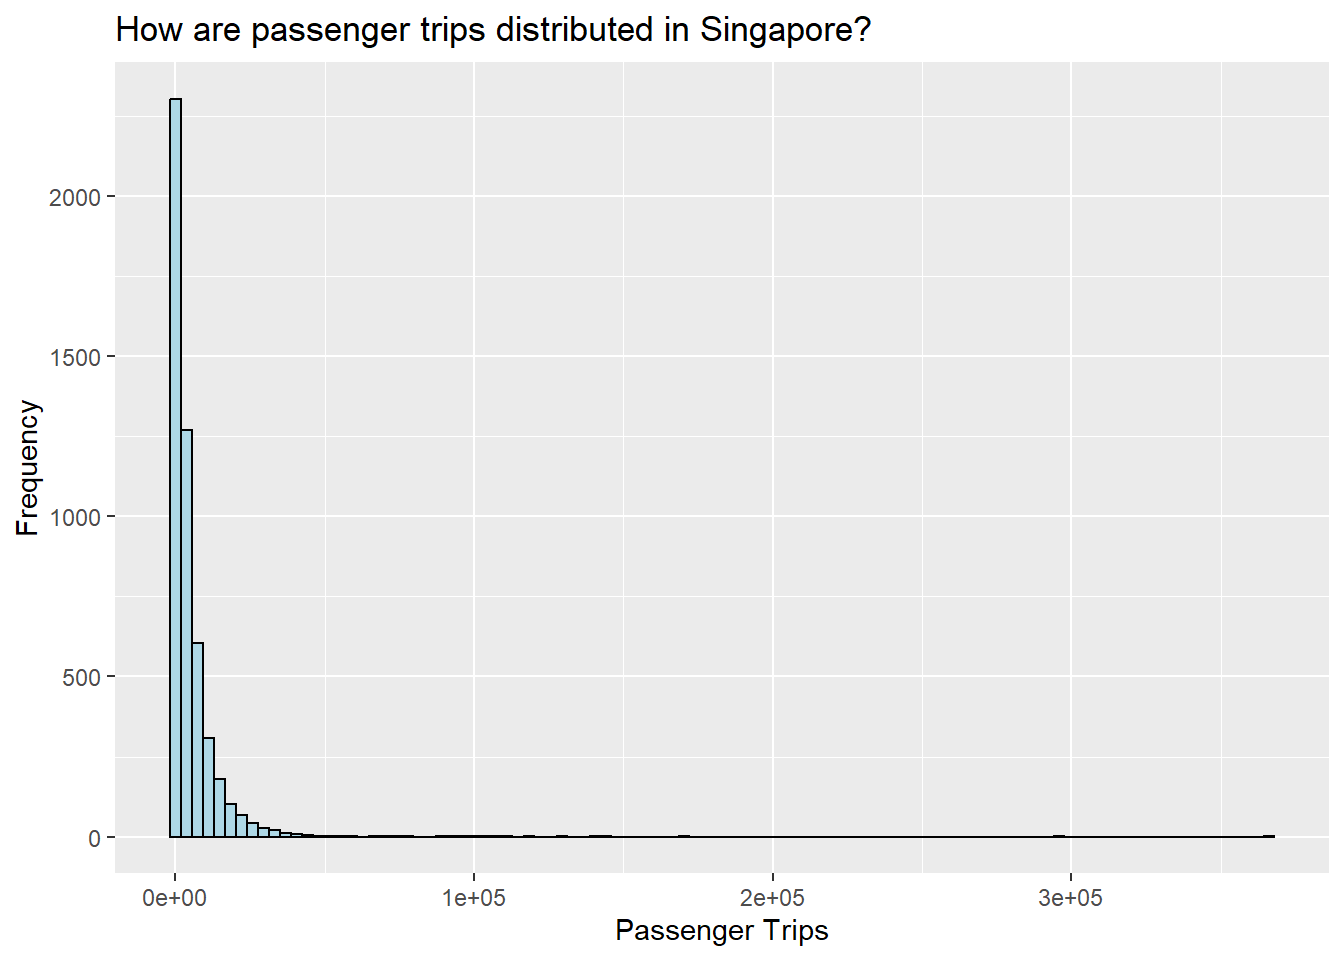 How are passenger trips distributed in Singapore?
2000
1500
1000
500
0
Frequency
0e+00 1e+05 2e+05 3e+05
Passenger Trips